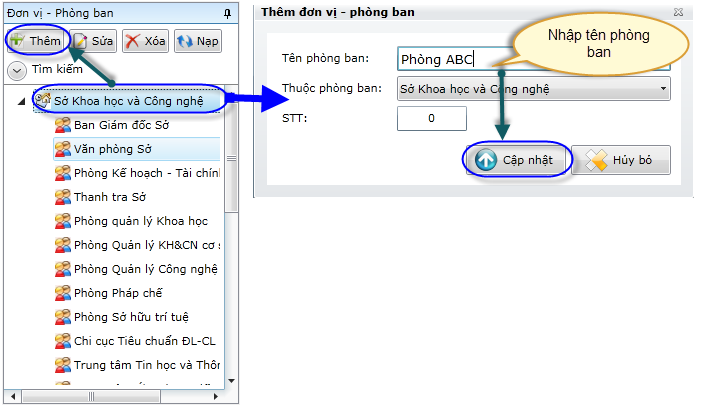 Đơn vị - Phòng ban
Thêm Sửa Xóa Nạp
Tìm kiếm
Sở Khoa học và Công nghệ
Ban Giám đốc Sở
Văn phòng Sở
Phòng Kế hoạch - Tài chính
Thanh tra Sở
Phòng quản lý Khoa học
Phòng Quản lý KH&CN cơ s
Phòng Quản lý Công nghệ
Phòng Pháp chế
Phòng Sở hữu trí tuệ
Chi cục Tiêu chuẩn ĐL-CL
Trung tâm Tin học và Thôn
Thêm đơn vị - phòng ban
Nhập tên phòng
ban
Tên phòng ban: Phòng ABC
Thuộc phòng ban: Sở Khoa học và Công nghệ
STT: 0
Cập nhật Hủy bỏ